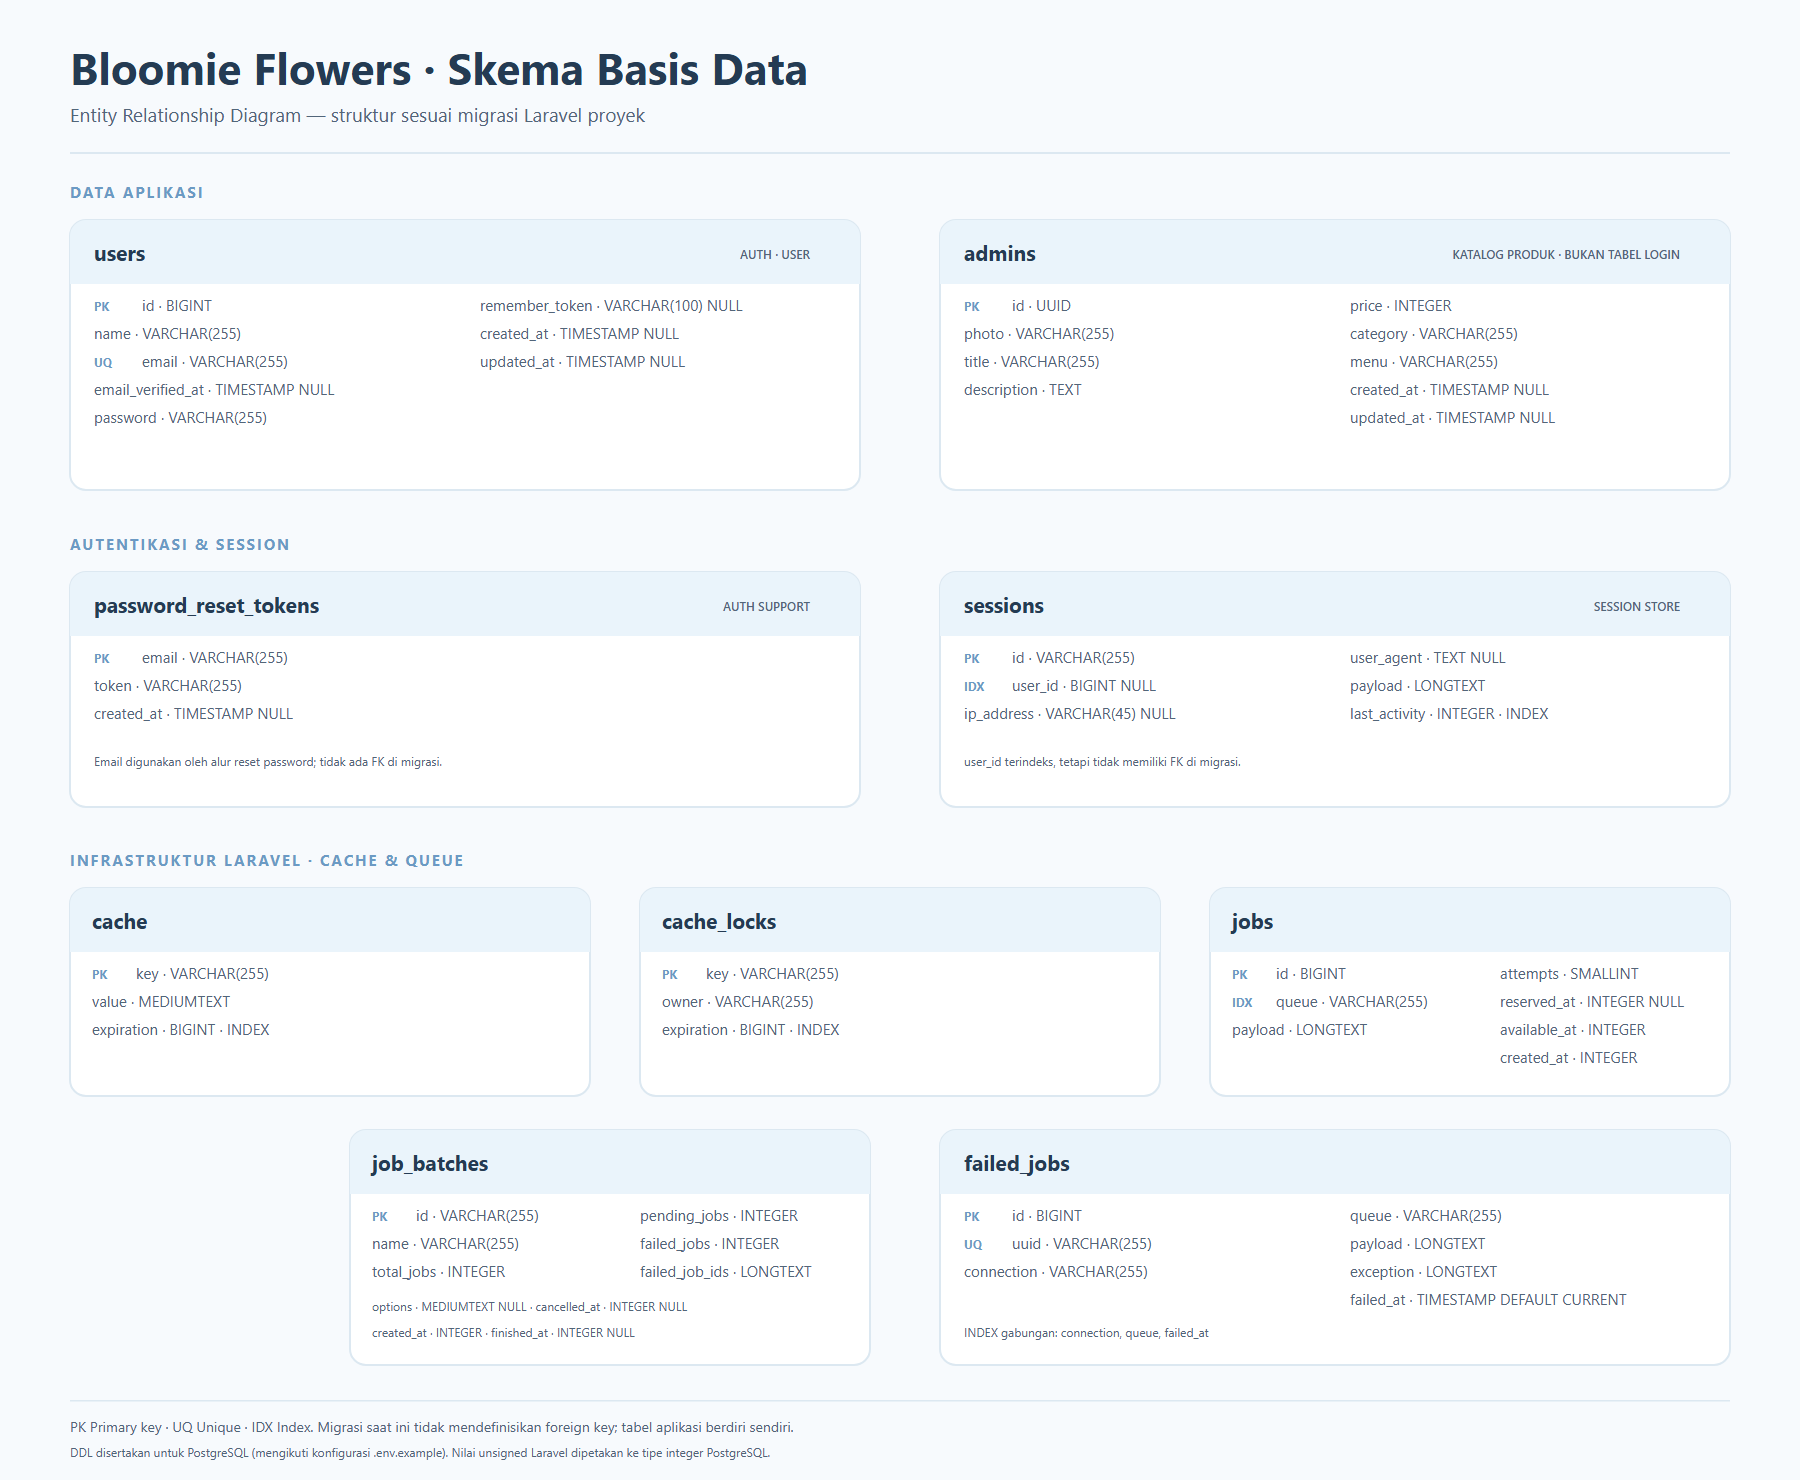 Bloomie Flowers · Skema Basis Data
Entity Relationship Diagram — struktur sesuai migrasi Laravel proyek
DATA APLIKASI
users
AUTH · USER
PK id · BIGINT
name · VARCHAR(255)
UQ email · VARCHAR(255)
email_verified_at · TIMESTAMP NULL
password · VARCHAR(255)
remember_token · VARCHAR(100) NULL
created_at · TIMESTAMP NULL
updated_at · TIMESTAMP NULL
admins
KATALOG PRODUK · BUKAN TABEL LOGIN
PK id · UUID
photo · VARCHAR(255)
title · VARCHAR(255)
description · TEXT
price · INTEGER
category · VARCHAR(255)
menu · VARCHAR(255)
created_at · TIMESTAMP NULL
updated_at · TIMESTAMP NULL
AUTENTIKASI & SESSION
password_reset_tokens
AUTH SUPPORT
PK email · VARCHAR(255)
token · VARCHAR(255)
created_at · TIMESTAMP NULL
Email digunakan oleh alur reset password; tidak ada FK di migrasi.
sessions
SESSION STORE
PK id · VARCHAR(255)
IDX user_id · BIGINT NULL
ip_address · VARCHAR(45) NULL
user_agent · TEXT NULL
payload · LONGTEXT
last_activity · INTEGER · INDEX
user_id terindeks, tetapi tidak memiliki FK di migrasi.
INFRASTRUKTUR LARAVEL · CACHE & QUEUE
cache
PK key · VARCHAR(255)
value · MEDIUMTEXT
expiration · BIGINT · INDEX
cache_locks
PK key · VARCHAR(255)
owner · VARCHAR(255)
expiration · BIGINT · INDEX
jobs
PK id · BIGINT
IDX queue · VARCHAR(255)
payload · LONGTEXT
attempts · SMALLINT
reserved_at · INTEGER NULL
available_at · INTEGER
created_at · INTEGER
job_batches
PK id · VARCHAR(255)
name · VARCHAR(255)
total_jobs · INTEGER
pending_jobs · INTEGER
failed_jobs · INTEGER
failed_job_ids · LONGTEXT
options · MEDIUMTEXT NULL · cancelled_at · INTEGER NULL
created_at · INTEGER · finished_at · INTEGER NULL
failed_jobs
PK id · BIGINT
UQ uuid · VARCHAR(255)
connection · VARCHAR(255)
queue · VARCHAR(255)
payload · LONGTEXT
exception · LONGTEXT
failed_at · TIMESTAMP DEFAULT CURRENT
INDEX gabungan: connection, queue, failed_at
PK Primary key · UQ Unique · IDX Index. Migrasi saat ini tidak mendefinisikan foreign key; tabel aplikasi berdiri sendiri.
DDL disertakan untuk PostgreSQL (mengikuti konfigurasi .env.example). Nilai unsigned Laravel dipetakan ke tipe integer PostgreSQL.